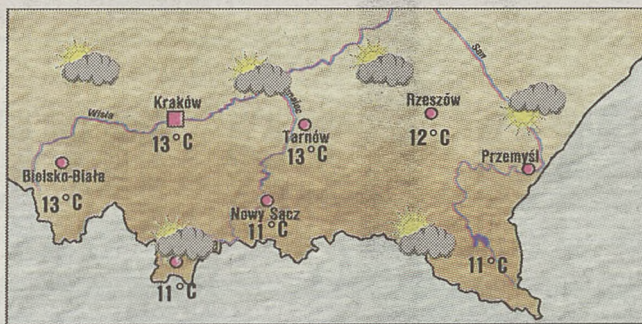 San
Wisła
Kraków
13°C
Tarnów
13°C
Rzeszów
12°C
Przemyśl
Bielsko-Biała
13°C
Nowy Sącz
11°C
11°C
11°C